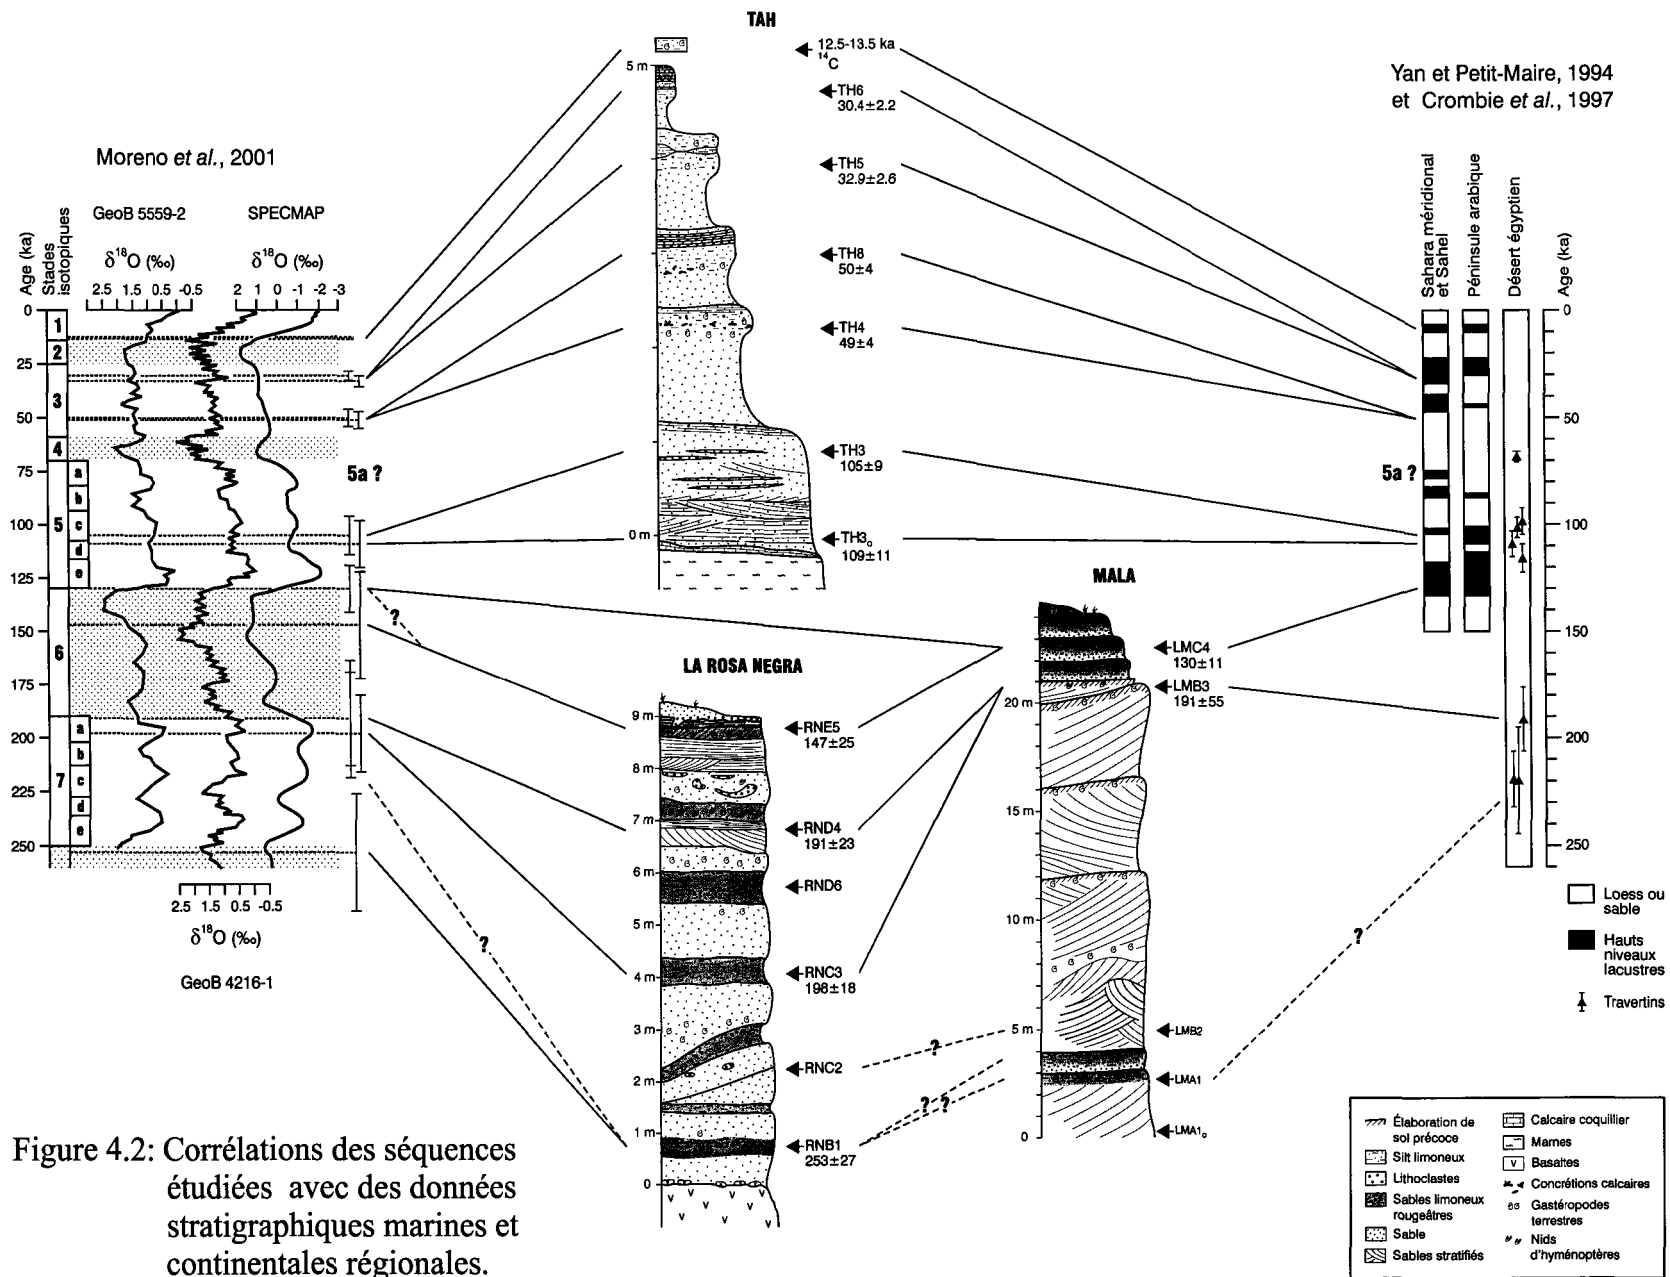 TAH
12.5-13.5 ka
14C
5 m
TH6
30.4±2.2
TH5
32.9±2.6
TH8
50±4
TH4
49±4
TH3
105±9
0 m
TH3o
109±11
Yan et Petit-Maire, 1994
et Crombie et al., 1997
Moreno et al., 2001
GeoB 5559-2
SPECMAP
δ18O (‰)
δ18O (‰)
Age (ka)
Stades
isotopiques
2.5 1.5 0.5 -0.5
2 1 0 -1 -2 -3
0
25
50
75
100
125
150
175
200
225
250
1
2
3
4
5
a
b
c
d
e
6
7
a
b
c
d
e
5a ?
?
?
2.5 1.5 0.5 -0.5
δ18O (‰)
GeoB 4216-1
LA ROSA NEGRA
9 m
8 m
7 m
6 m
5 m
4 m
3 m
2 m
1 m
0
RNE5
147±25
RND4
191±23
RND6
RNC3
198±18
RNC2
RNB1
253±27
?
?
?
MALA
20 m
15 m
10 m
5 m
0
LMC4
130±11
LMB3
191±55
LMB2
LMA1
LMA1o
?
Sahara méridional
et Sahel
Péninsule arabique
Désert égyptien
Age (ka)
5a ?
0
50
100
150
200
250
Loess ou
sable
Hauts
niveaux
lacustres
Travertins
Élaboration de
sol précoce
Silt limoneux
Lithoclastes
Sables limoneux
rougeâtres
Sable
Sables stratifiés
Calcaire coquillier
Marnes
Basaltes
Concrétions calcaires
Gastéropodes
terrestres
Nids
d'hyménoptères
Figure 4.2: Corrélations des séquences
étudiées avec des données
stratigraphiques marines et
continentales régionales.